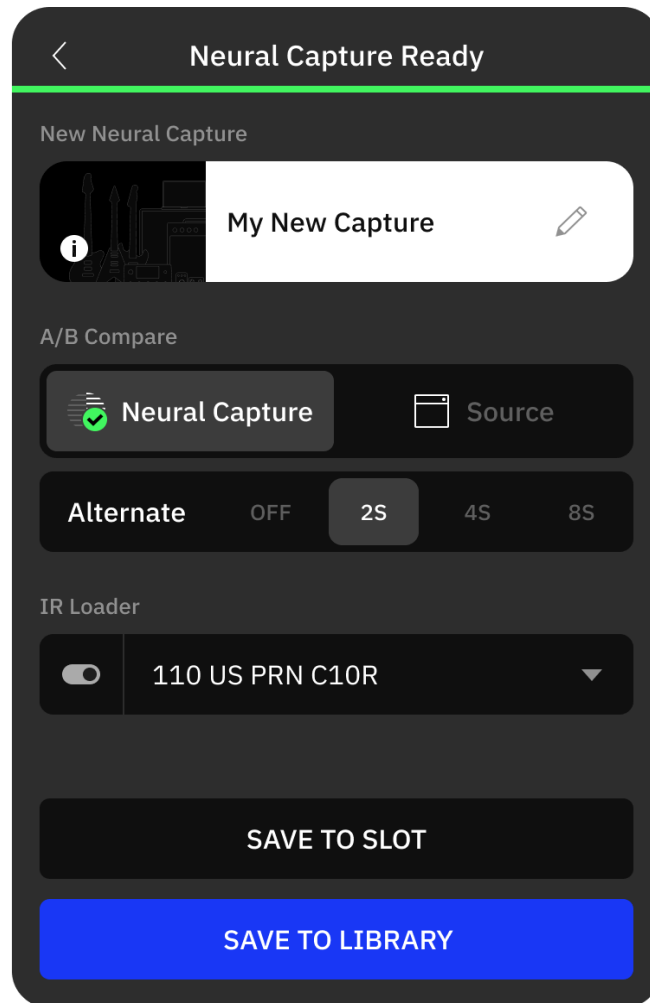 Neural Capture Ready
New Neural Capture
i
My New Capture
A/B Compare
Neural Capture
Source
Alternate OFF 2S 4S 8S
IR Loader
110 US PRN C10R
SAVE TO SLOT
SAVE TO LIBRARY